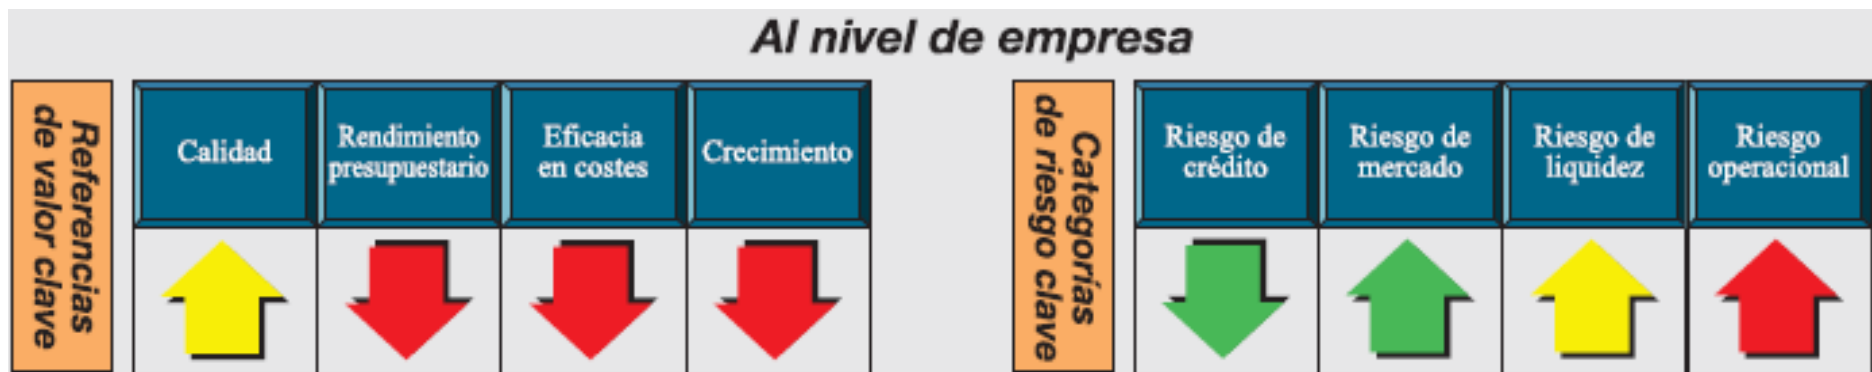 Al nivel de empresa
Referencias
de valor clave
Calidad
Rendimiento
presupuestario
Eficacia
en costes
Crecimiento
Categorías
de riesgo clave
Riesgo de
crédito
Riesgo de
mercado
Riesgo de
liquidez
Riesgo
operacional